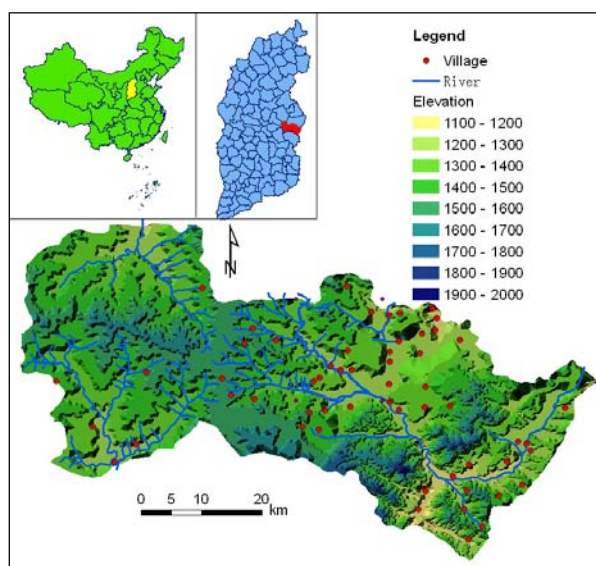 Legend
Village
River
Elevation
1100 - 1200
1200 - 1300
1300 - 1400
1400 - 1500
1500 - 1600
1600 - 1700
1700 - 1800
1800 - 1900
1900 - 2000
N
0 5 10 20
km